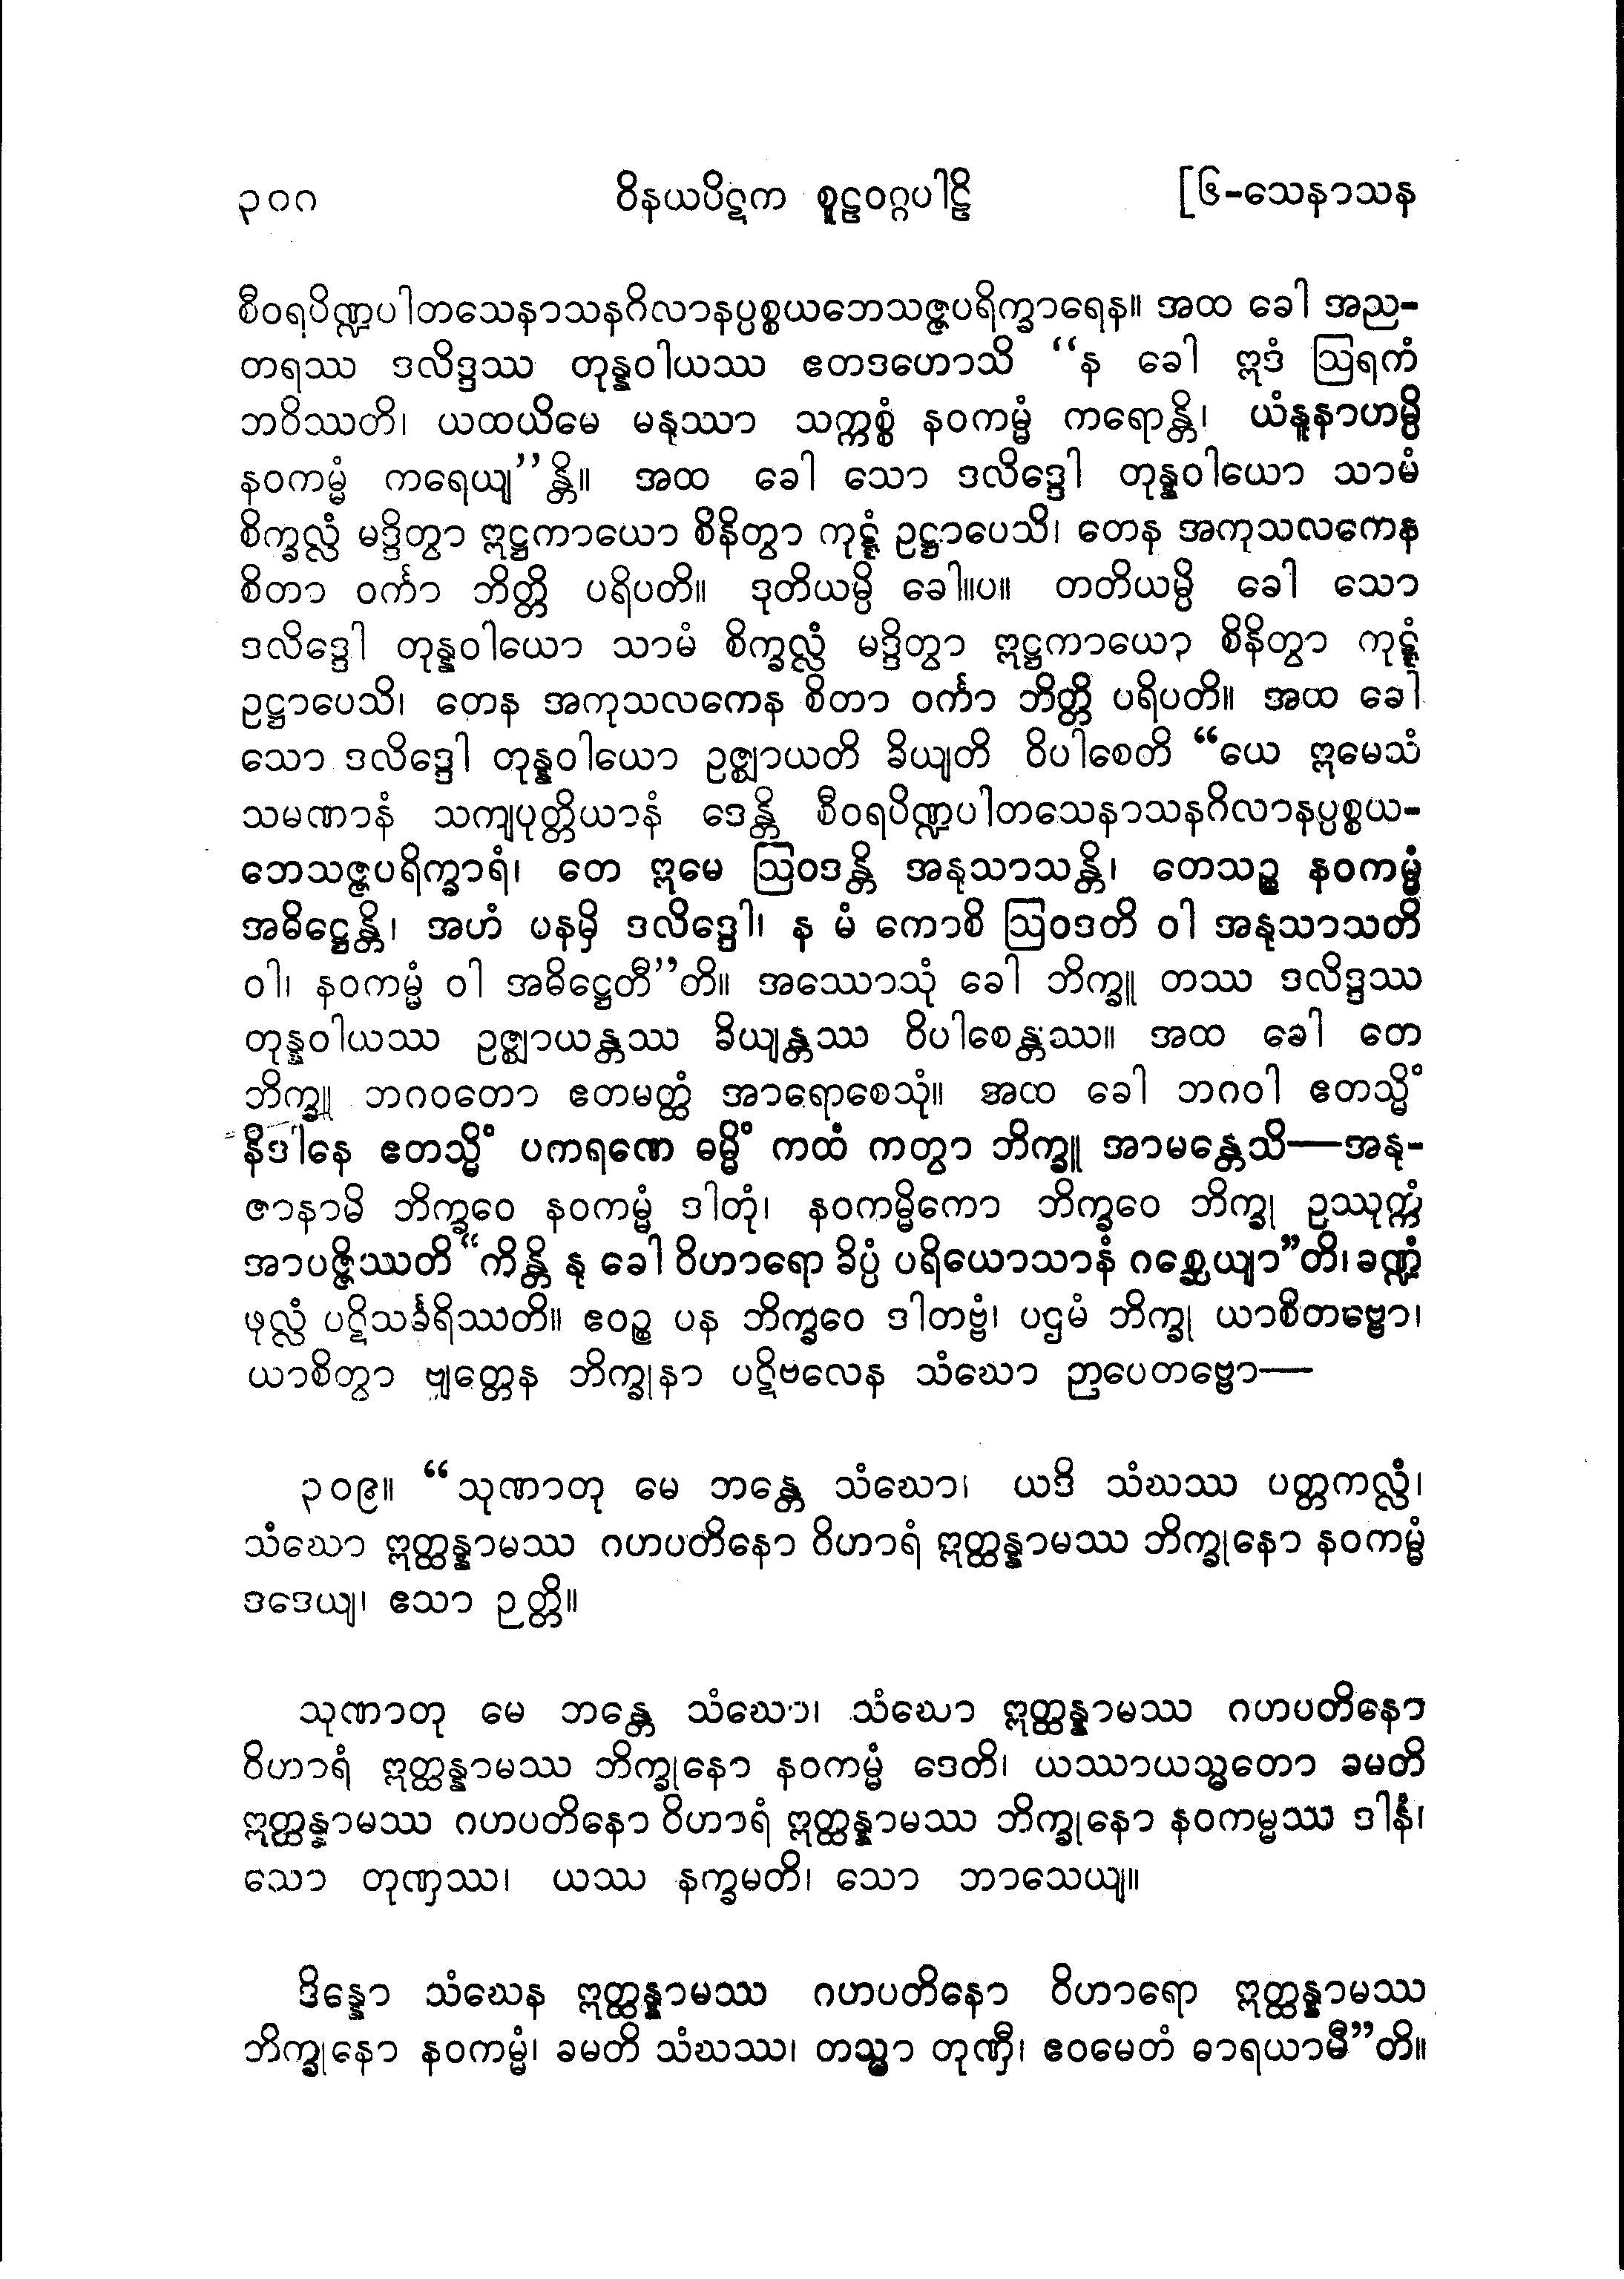 ၃၀၈ ဝိနယပိဋက စူဠဝဂ္ဂပါဠိ [၆-သေနာသန
စီဝရပိဏ္ဍပါတသေနာသနဂိလာနပ္ပစ္စယဘေသဇ္ဇပရိက္ခာရေန။ အထ ခေါ အည-
တရဿ ဒလိဒ္ဒဿ တုန္နဝါယဿ ဧတဒဟောသိ “န ခေါ ဣဒံ ဩရကံ
ဘဝိဿတိ၊ ယထယိမေ မနုဿာ သက္ကစ္စံ နဝကမ္မံ ကရောန္တိ၊ ယံနူနာဟမ္ပိ
နဝကမ္မံ ကရေယျ”န္တိ။ အထ ခေါ သော ဒလိဒ္ဒေါ တုန္နဝါယော သာမံ
စိက္ခလ္လံ မဒ္ဒိတွာ ဣဋ္ဌကာယော စိနိတွာ ကုဋ္ဋံ ဥဋ္ဌာပေသိ၊ တေန အကုသလကေန
စိတာ ဝင်္ကာ ဘိတ္တိ ပရိပတိ။ ဒုတိယမ္ပိ ခေါ။ပ။ တတိယမ္ပိ ခေါ သော
ဒလိဒ္ဒေါ တုန္နဝါယော သာမံ စိက္ခလ္လံ မဒ္ဒိတွာ ဣဋ္ဌကာယော စိနိတွာ ကုဋ္ဋံ
ဥဋ္ဌာပေသိ၊ တေန အကုသလကေန စိတာ ဝင်္ကာ ဘိတ္တိ ပရိပတိ။ အထ ခေါ
သော ဒလိဒ္ဒေါ တုန္နဝါယော ဥဇ္ဈာယတိ ခိယျတိ ဝိပါစေတိ “ယေ ဣမေသံ
သမဏာနံ သကျပုတ္တိယာနံ ဒေန္တိ စီဝရပိဏ္ဍပါတသေနာသနဂိလာနပ္ပစ္စယ-
ဘေသဇ္ဇပရိက္ခာရံ၊ တေ ဣမေ ဩဝဒန္တိ အနုသာသန္တိ၊ တေသဉ္စ နဝကမ္မံ
အဓိဋ္ဌေန္တိ၊ အဟံ ပနမှိ ဒလိဒ္ဒေါ၊ န မံ ကောစိ ဩဝဒတိ ဝါ အနုသာသတိ
ဝါ၊ နဝကမ္မံ ဝါ အဓိဋ္ဌေတီ”တိ။ အဿောသုံ ခေါ ဘိက္ခူ တဿ ဒလိဒ္ဒဿ
တုန္နဝါယဿ ဥဇ္ဈာယန္တဿ ခိယျန္တဿ ဝိပါစေန္တဿ။ အထ ခေါ တေ
ဘိက္ခူ ဘဂဝတော ဧတမတ္ထံ အာရောစေသုံ။ အထ ခေါ ဘဂဝါ ဧတသ္မိံ
နိဒါနေ ဧတသ္မိံ ပကရဏေ ဓမ္မိံ ကထံ ကတွာ ဘိက္ခူ အာမန္တေသိ—အနု-
ဇာနာမိ ဘိက္ခဝေ နဝကမ္မံ ဒါတုံ၊ နဝကမ္မိကော ဘိက္ခဝေ ဘိက္ခု ဥဿုက္ကံ
အာပဇ္ဇိဿတိ “ကိန္တိ နု ခေါ ဝိဟာရော ခိပ္ပံ ပရိယောသာနံ ဂစ္ဆေယျာ”တိ၊ ခဏ္ဍံ
ဖုလ္လံ ပဋိသင်္ခရိဿတိ။ ဧဝဉ္စ ပန ဘိက္ခဝေ ဒါတဗ္ဗံ၊ ပဌမံ ဘိက္ခု ယာစိတဗ္ဗော၊
ယာစိတွာ ဗျတ္တေန ဘိက္ခုနာ ပဋိဗလေန သံဃော ဉာပေတဗ္ဗော—
၃၀၉။ “သုဏာတု မေ ဘန္တေ သံဃော၊ ယဒိ သံဃဿ ပတ္တကလ္လံ၊
သံဃော ဣတ္ထန္နာမဿ ဂဟပတိနော ဝိဟာရံ ဣတ္ထန္နာမဿ ဘိက္ခုနော နဝကမ္မံ
ဒဒေယျ၊ ဧသာ ဉတ္တိ။
သုဏာတု မေ ဘန္တေ သံဃော၊ သံဃော ဣတ္ထန္နာမဿ ဂဟပတိနော
ဝိဟာရံ ဣတ္ထန္နာမဿ ဘိက္ခုနော နဝကမ္မံ ဒေတိ၊ ယဿာယသ္မတော ခမတိ
ဣတ္ထန္နာမဿ ဂဟပတိနော ဝိဟာရံ ဣတ္ထန္နာမဿ ဘိက္ခုနော နဝကမ္မဿ ဒါနံ၊
သော တုဏှဿ၊ ယဿ နက္ခမတိ၊ သော ဘာသေယျ။
ဒိန္နော သံဃေန ဣတ္ထန္နာမဿ ဂဟပတိနော ဝိဟာရော ဣတ္ထန္နာမဿ
ဘိက္ခုနော နဝကမ္မံ၊ ခမတိ သံဃဿ၊ တသ္မာ တုဏှီ၊ ဧဝမေတံ ဓာရယာမီ”တိ။